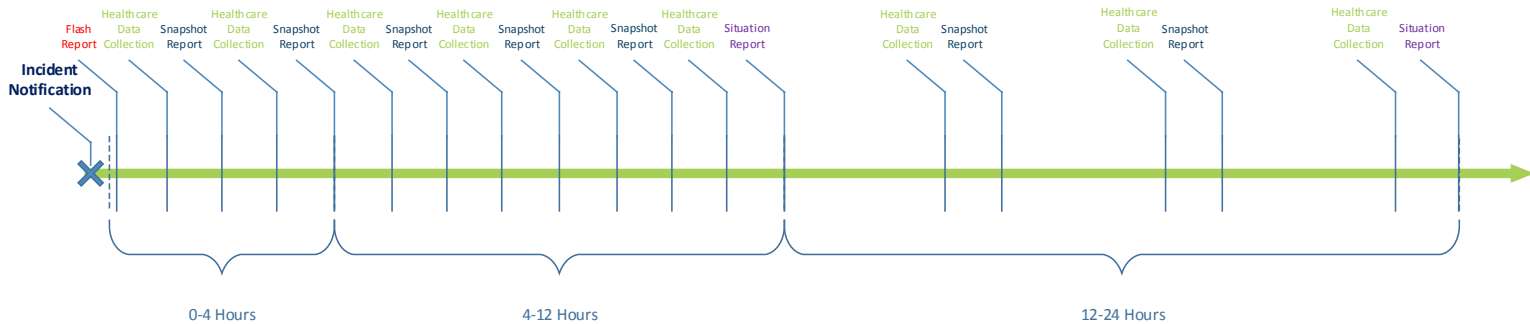 Flash
Report
Healthcare
Data
Collection
Snapshot
Report
Healthcare
Data
Collection
Snapshot
Report
Healthcare
Data
Collection
Snapshot
Report
Healthcare
Data
Collection
Snapshot
Report
Healthcare
Data
Collection
Snapshot
Report
Healthcare
Data
Collection
Situation
Report
Healthcare
Data
Collection
Snapshot
Report
Healthcare
Data
Collection
Snapshot
Report
Healthcare
Data
Collection
Situation
Report
Incident
Notification
0-4 Hours
4-12 Hours
12-24 Hours